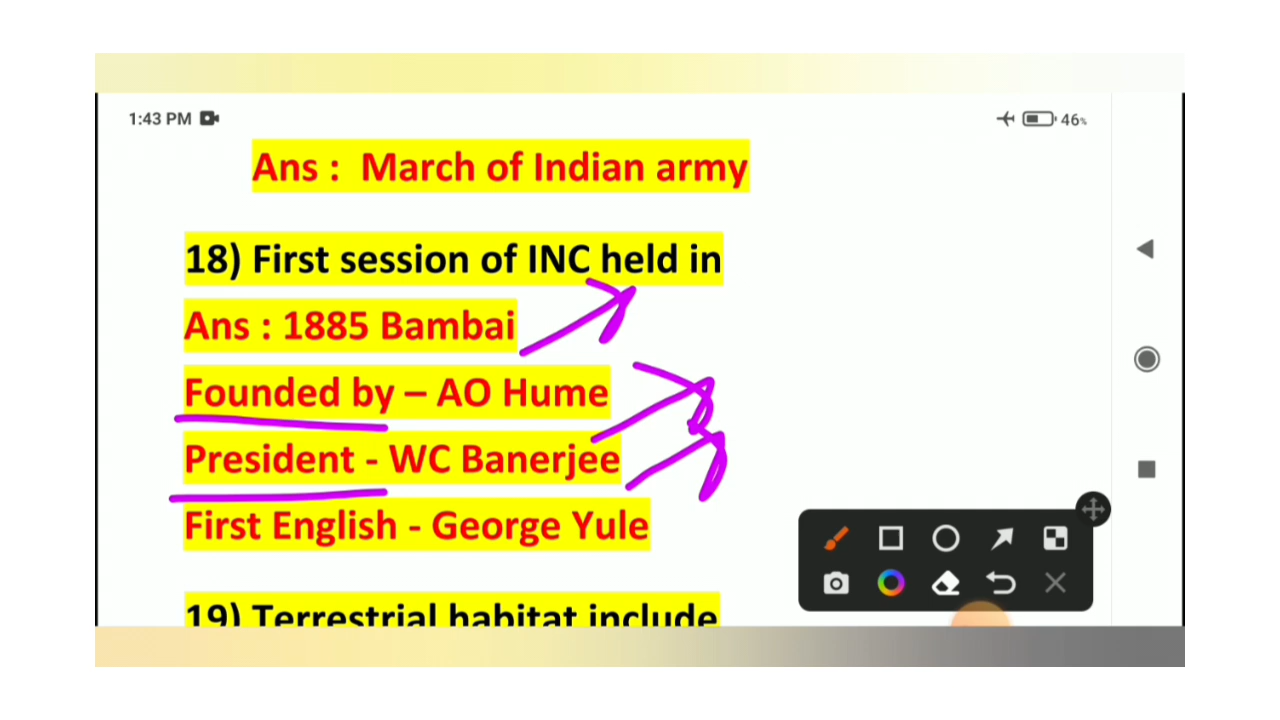 1:43 PM
46%
Ans : March of Indian army
18) First session of INC held in
Ans : 1885 Bambai
Founded by – AO Hume
President - WC Banerjee
First English - George Yule
19) Terrestrial habitat include